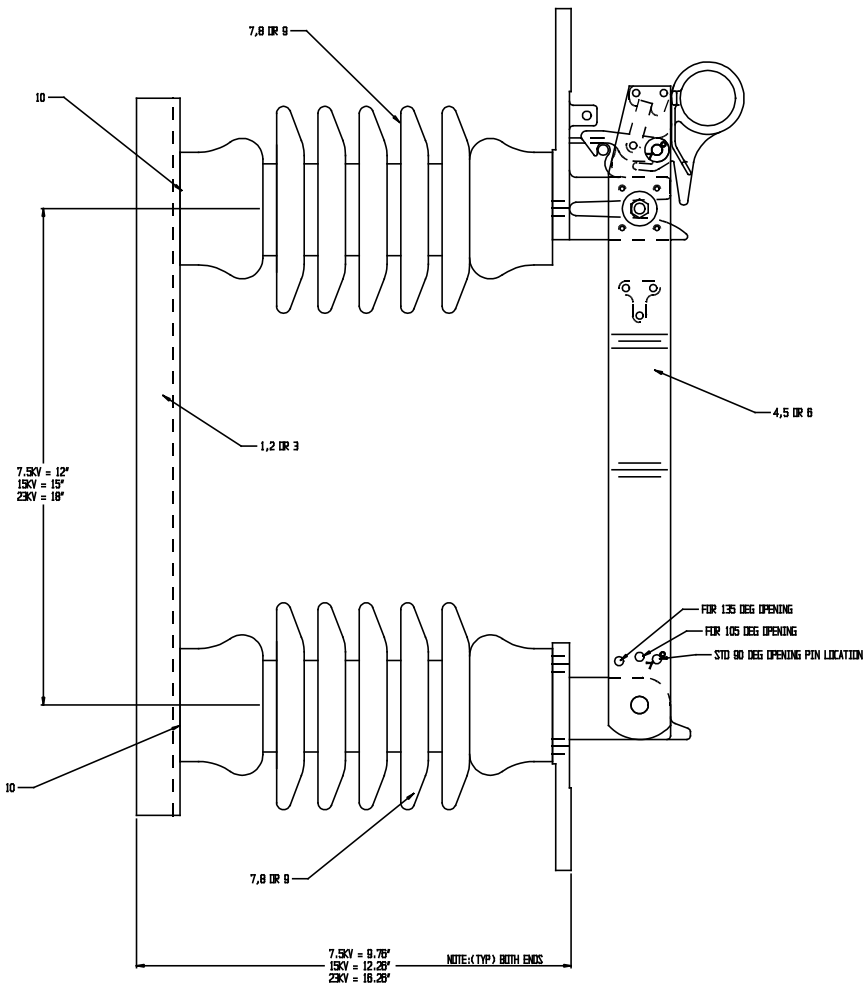 7,8 OR 9
10
4,5 OR 6
1,2 OR 3
7.5KV = 12"
15KV = 15"
23KV = 18"
FOR 135 DEG OPENING
FOR 105 DEG OPENING
STD 90 DEG OPENING PIN LOCATION
10
7,8 OR 9
7.5KV = 9.76"
15KV = 12.26"
23KV = 16.26"
NOTE:(TYP) BOTH ENDS